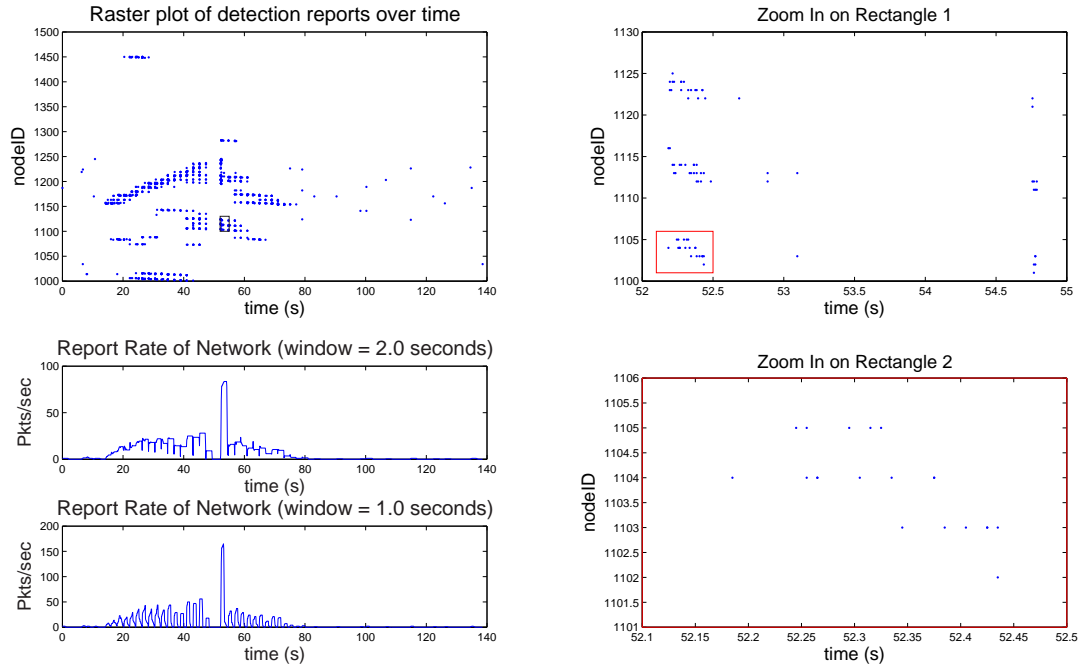 Raster plot of detection reports over time
1500
1450
1400
1350
1300
1250
1200
1150
1100
1050
1000
nodeID
0 20 40 60 80 100 120 140
time (s)
Zoom In on Rectangle 1
1130
1125
1120
1115
1110
1105
1100
nodeID
52 52.5 53 53.5 54 54.5 55
time (s)
Report Rate of Network (window = 2.0 seconds)
100
50
0
Pkts/sec
0 20 40 60 80 100 120 140
time (s)
Report Rate of Network (window = 1.0 seconds)
200
150
100
50
0
Pkts/sec
0 20 40 60 80 100 120 140
time (s)
Zoom In on Rectangle 2
1106
1105.5
1105
1104.5
1104
1103.5
1103
1102.5
1102
1101.5
1101
nodeID
52.1 52.15 52.2 52.25 52.3 52.35 52.4 52.45 52.5
time (s)